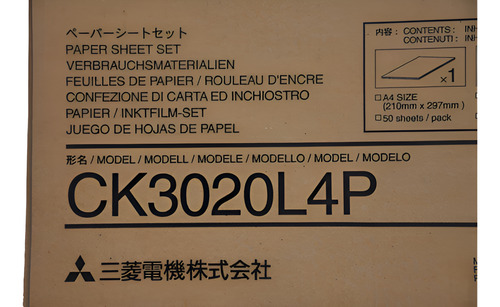 ペーパーシートセット
PAPER SHEET SET
VERBRAUCHSMATERIALIEN
FEUILLES DE PAPIER / ROULEAU D'ENCRE
CONFEZIONE DI CARTA ED INCHIOSTRO
PAPIER / INKTFILM-SET
JUEGO DE HOJAS DE PAPEL
内容: CONTENTS:
CONTENUTI:
×1
A4 SIZE
(210mm x 297mm)
50 sheets / pack
形名 / MODEL / MODELL / MODELE / MODELLO / MODEL / MODELO
CK3020L4P
三菱電機株式会社